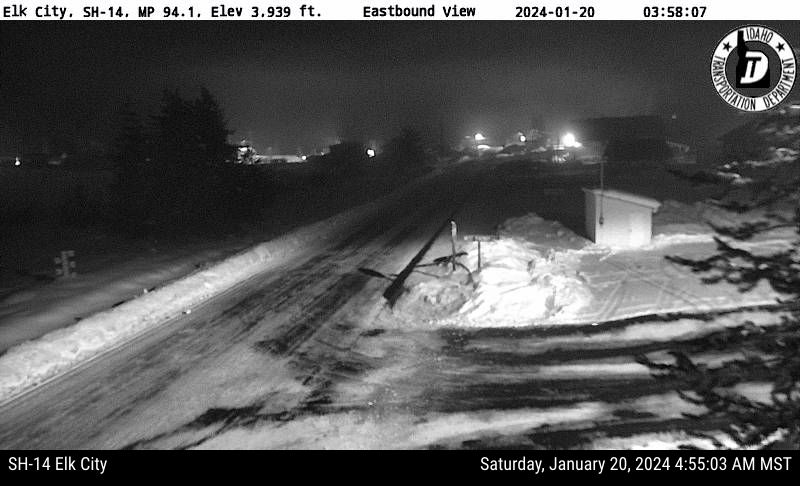 Elk City, SH-14, MP 94.1, Elev 3,939 ft. Eastbound View 2024-01-20 03:58:07
IDAHO
TRANSPORTATION DEPARTMENT
SH-14 Elk City Saturday, January 20, 2024 4:55:03 AM MST